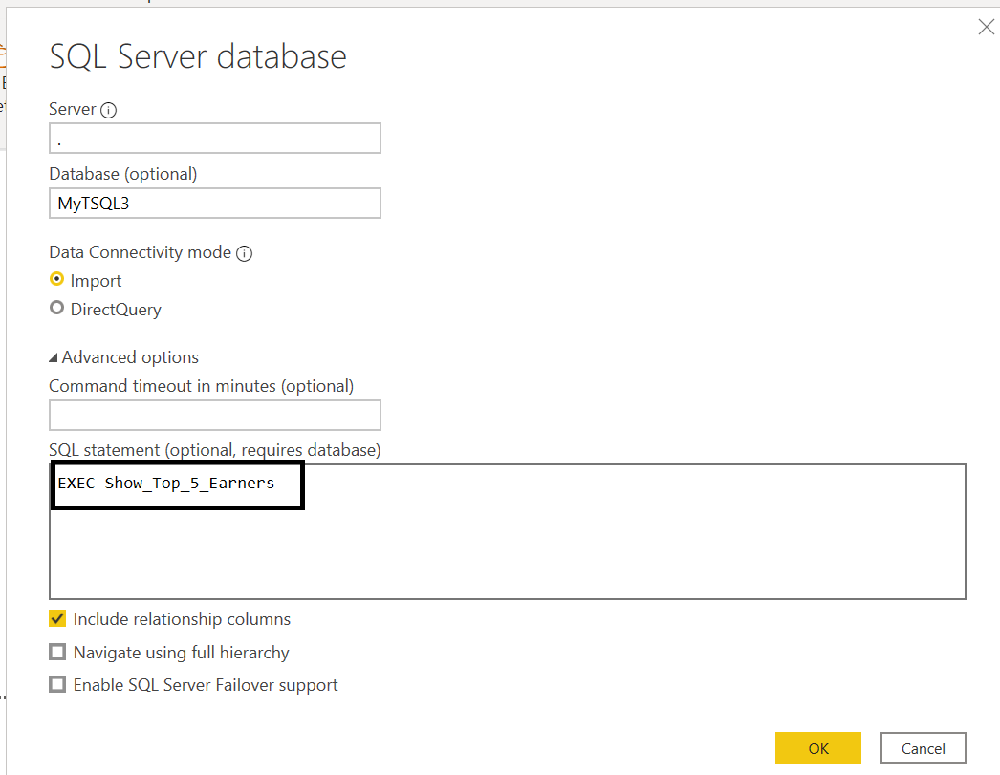 SQL Server database
Server
.
Database (optional)
MyTSQL3
Data Connectivity mode
Import
DirectQuery
Advanced options
Command timeout in minutes (optional)
SQL statement (optional, requires database)
EXEC Show_Top_5_Earners
Include relationship columns
Navigate using full hierarchy
Enable SQL Server Failover support
OK
Cancel